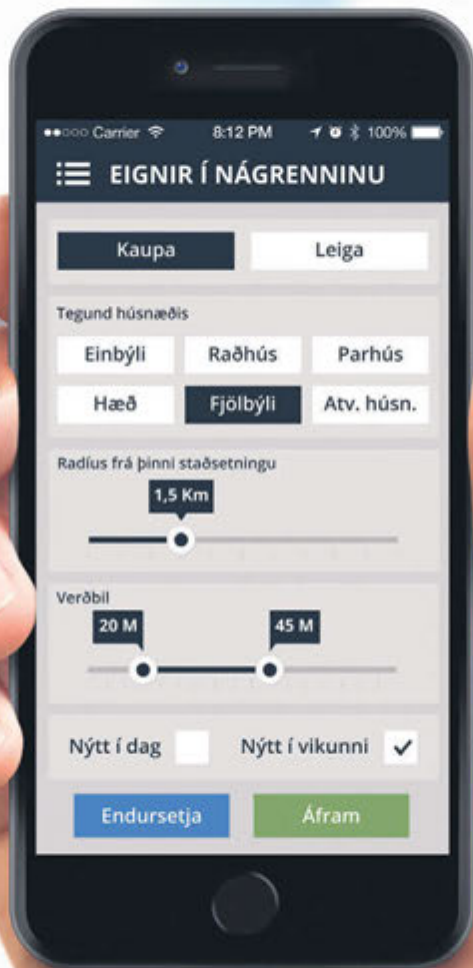 Carrier 8:12 PM 100%
EIGNIR Í NÁGRENNINU
Kaupa Leiga
Tegund húsnæðis
Einbýli Raðhús Parhús
Hæð Fjölbýli Atv. húsn.
Radíus frá þinni staðsetningu
1,5 Km
Verðbil
20 M 45 M
Nýtt í dag Nýtt í vikunni
Endursetja Áfram